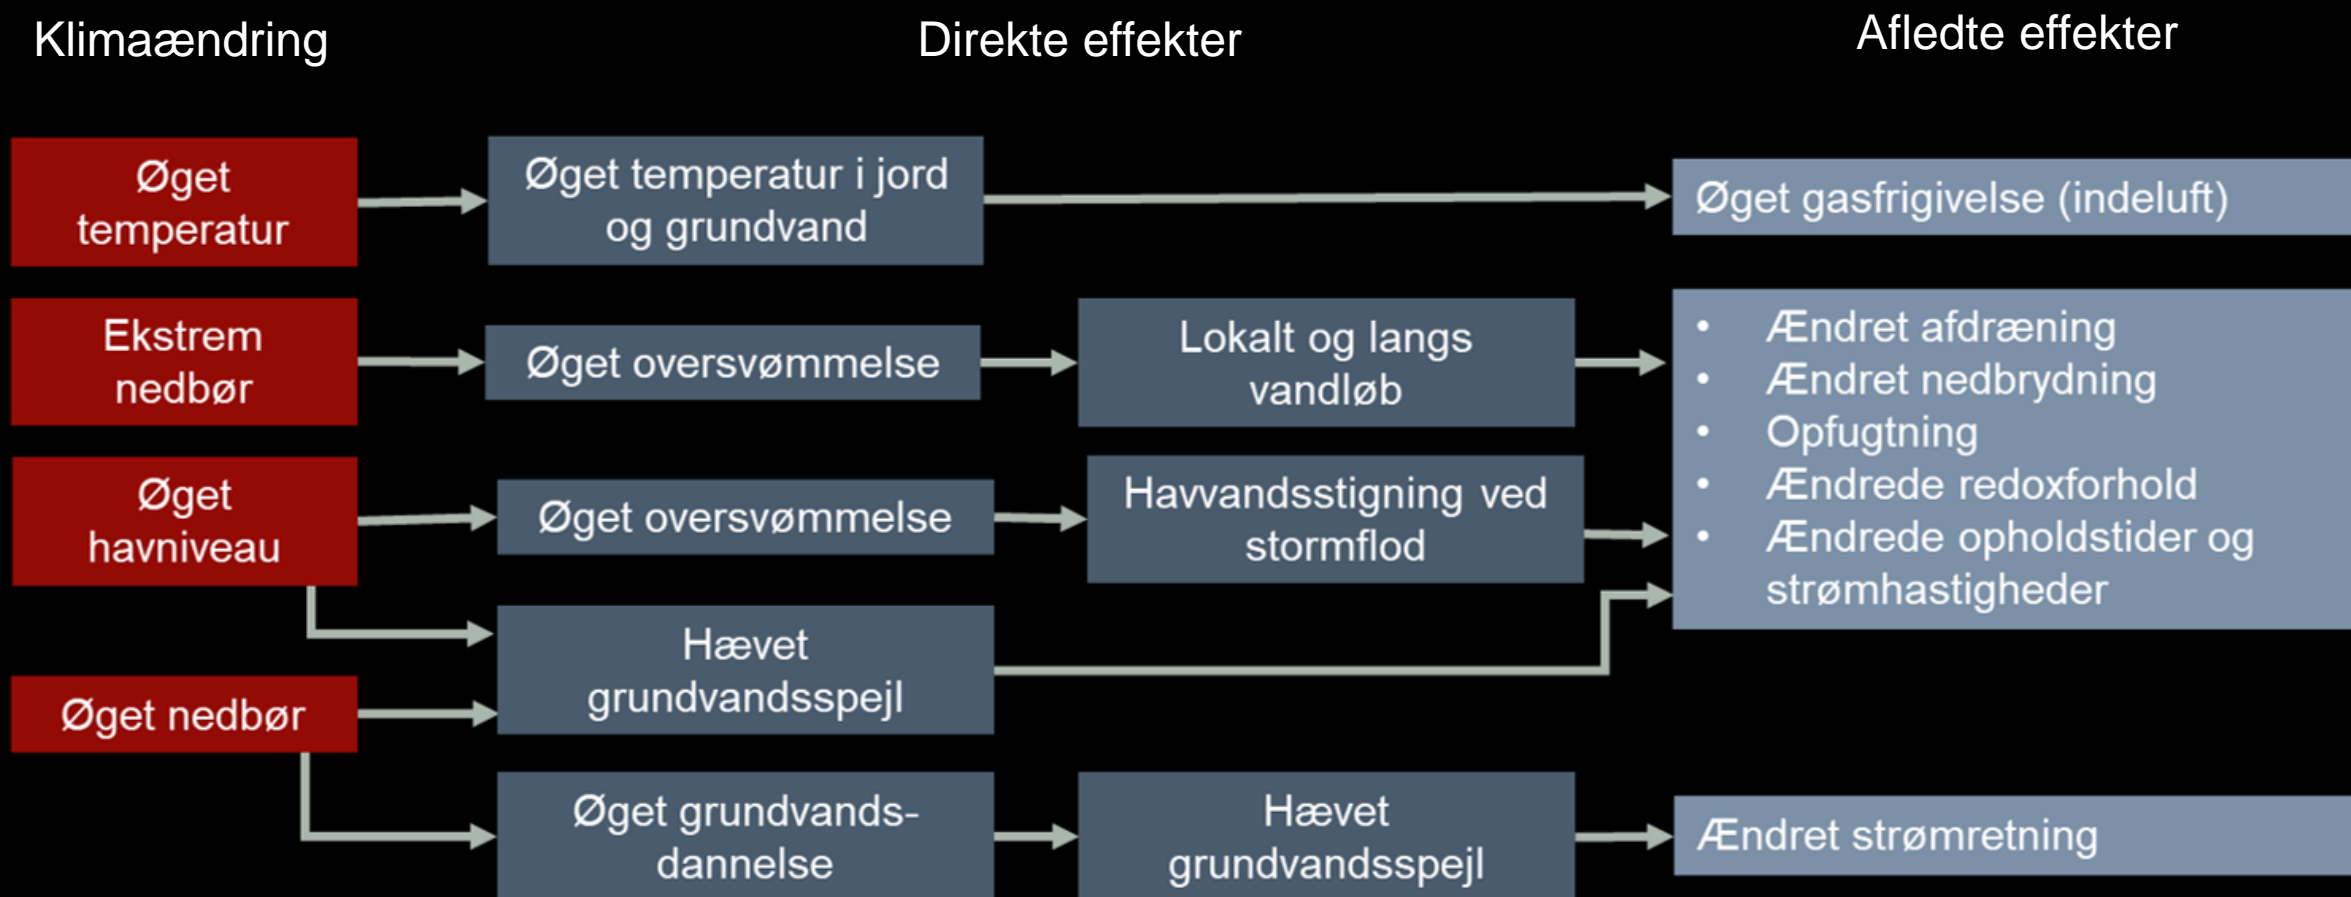 Klimaændring
Direkte effekter
Afledte effekter
Øget
temperatur
Øget temperatur i jord
og grundvand
Øget gasfrigivelse (indeluft)
Ekstrem
nedbør
Øget oversvømmelse
Lokalt og langs
vandløb
• Ændret afdræning
• Ændret nedbrydning
• Opfugtning
• Ændrede redoxforhold
• Ændrede opholdstider og
strømhastigheder
Øget
havniveau
Øget oversvømmelse
Havvandsstigning ved
stormflod
Hævet
grundvandsspejl
Øget nedbør
Øget grundvands-
dannelse
Hævet
grundvandsspejl
Ændret strømretning